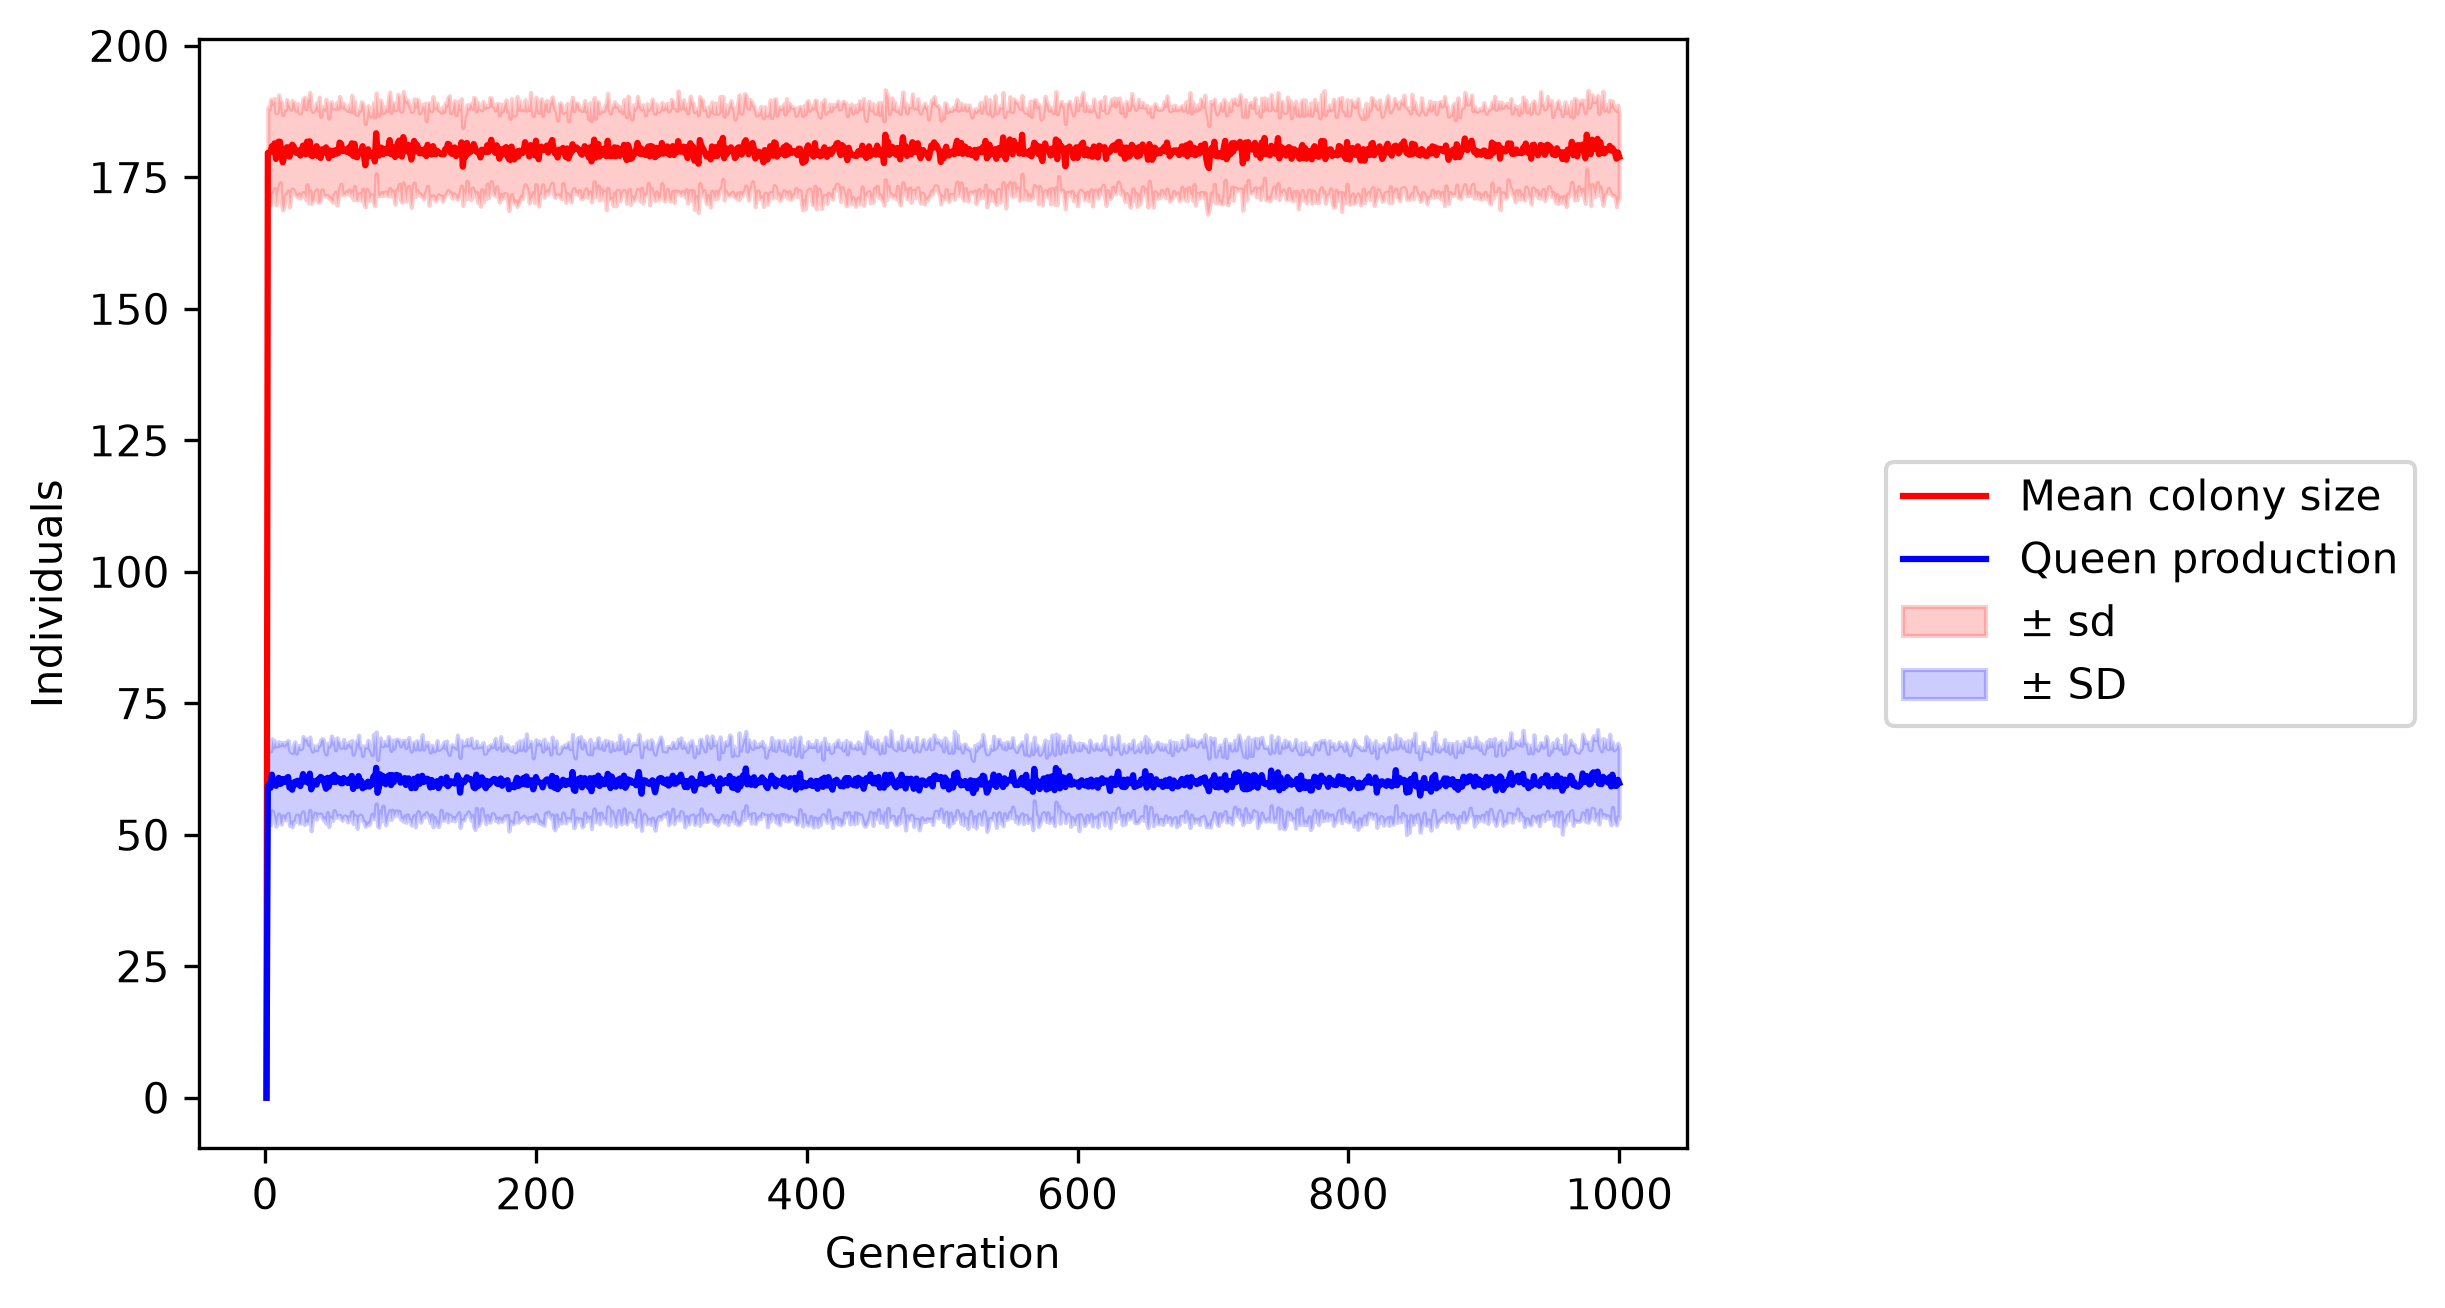 200
175
150
125
100
75
50
25
0
Individuals
0 200 400 600 800 1000
Generation
Mean colony size
Queen production
± sd
± SD